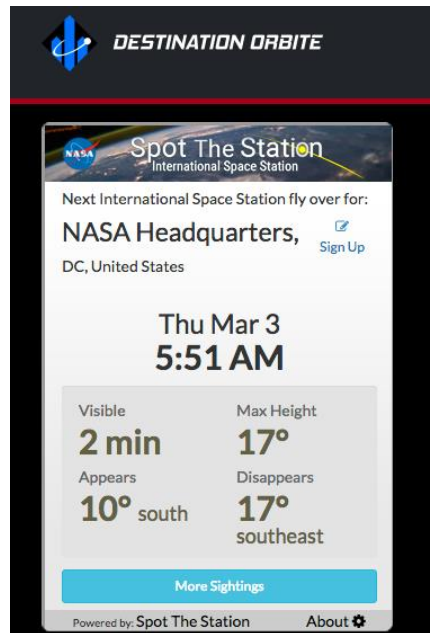 DESTINATION ORBITE
NASA
Spot The Station
International Space Station
Next International Space Station fly over for:
NASA Headquarters,
Sign Up
DC, United States
Thu Mar 3
5:51 AM
Visible
Max Height
2 min
17°
Appears
Disappears
10° south
17°
southeast
More Sightings
Powered by: Spot The Station
About